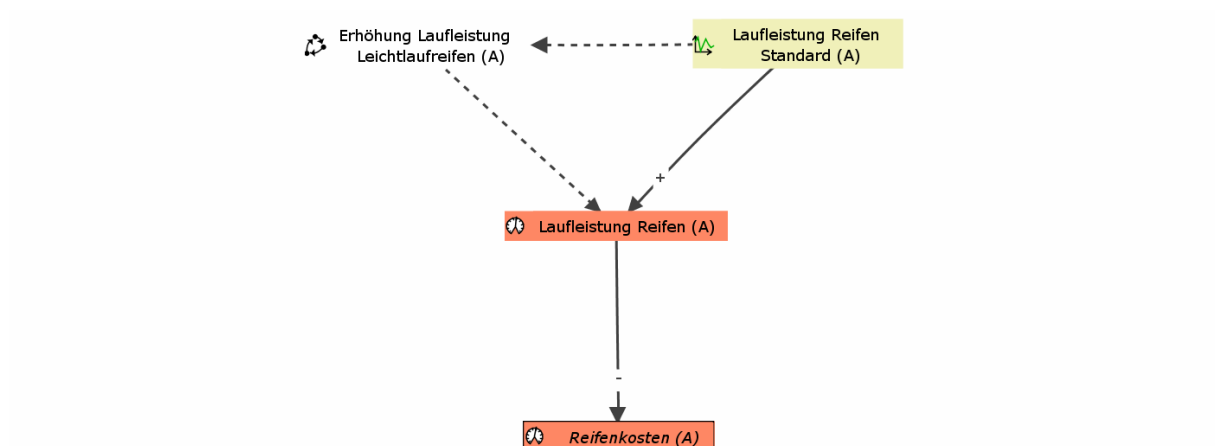 Erhöhung Laufleistung
Leichtlaufreifen (A)
Laufleistung Reifen
Standard (A)
+
Laufleistung Reifen (A)
-
Reifenkosten (A)